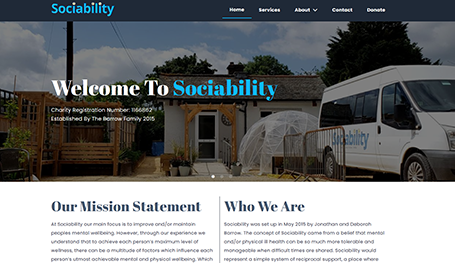 Sociability
Home Services About Contact Donate
Welcome To Sociability
Charity Registration Number: 1166862
Established By The Barrow Family 2015
Sociability
Our Mission Statement
At Sociability our main focus is to improve and/or maintain
peoples mental wellbeing. However, through our experience we
understand that to achieve each person's maximum level of
wellness, there can be a multitude of factors which influence each
person's utmost achievable mental and physical wellbeing. Which
Who We Are
Sociability was set up in May 2015 by Jonathan and Deborah
Barrow. The concept of Sociability came from a belief that mental
and/or physical ill health can be so much more tolerable and
manageable when difficult times are shared. Sociability would
represent a simple system of reciprocal support, a place where